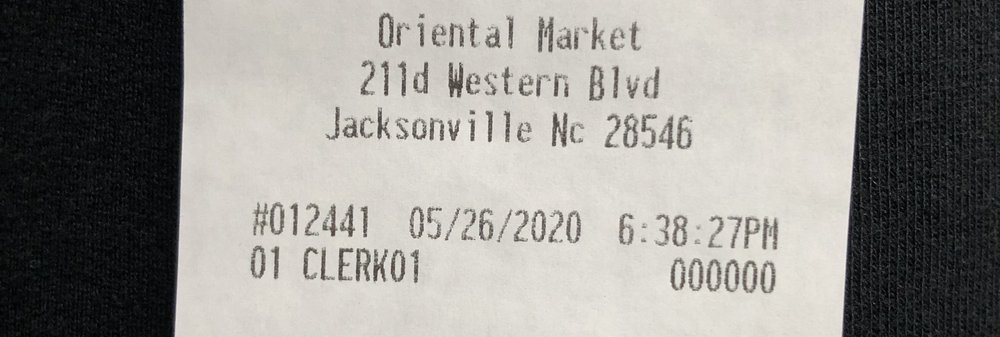 Oriental Market
211d Western Blvd
Jacksonville Nc 28546
#012441 05/26/2020 6:38:27PM
01 CLERK01 000000